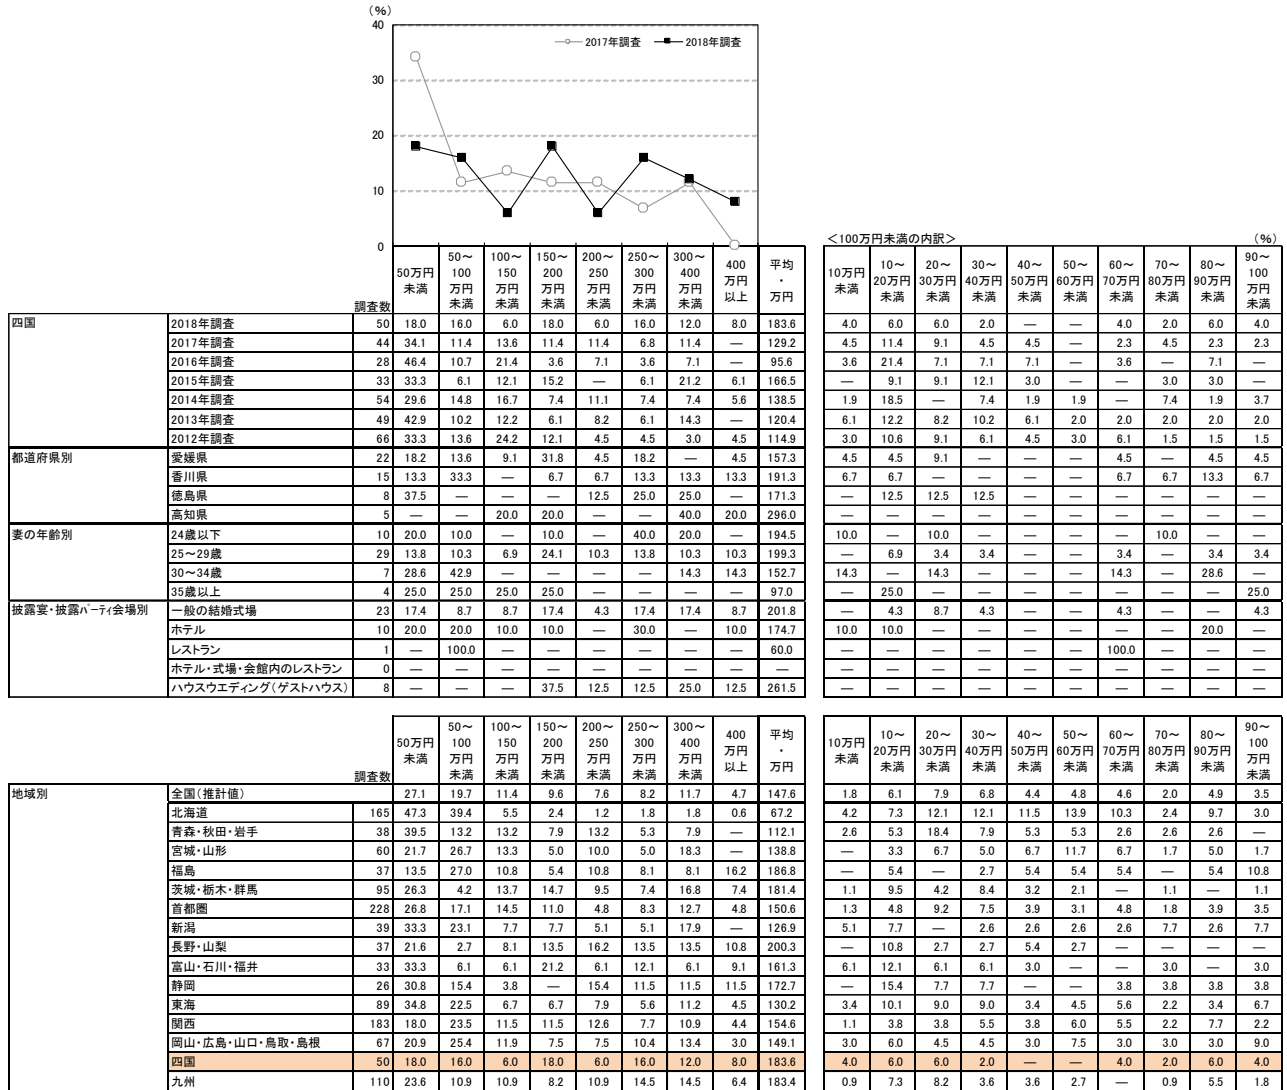 (%)
40
30
20
10
0
2017年調査 2018年調査
＜100万円未満の内訳＞ (%)
調査数 50万円未満 50～100万円未満 100～150万円未満 150～200万円未満 200～250万円未満 250～300万円未満 300～400万円未満 400万円以上 平均・万円 10万円未満 10～20万円未満 20～30万円未満 30～40万円未満 40～50万円未満 50～60万円未満 60～70万円未満 70～80万円未満 80～90万円未満 90～100万円未満
四国 2018年調査 50 18.0 16.0 6.0 18.0 6.0 16.0 12.0 8.0 183.6 4.0 6.0 6.0 2.0 — — 4.0 2.0 6.0 4.0
2017年調査 44 34.1 11.4 13.6 11.4 11.4 6.8 11.4 — 129.2 4.5 11.4 9.1 4.5 4.5 — 2.3 4.5 2.3 2.3
2016年調査 28 46.4 10.7 21.4 3.6 7.1 3.6 7.1 — 95.6 3.6 21.4 7.1 7.1 7.1 — 3.6 — 7.1 —
2015年調査 33 33.3 6.1 12.1 15.2 — 6.1 21.2 6.1 166.5 — 9.1 9.1 12.1 3.0 — — 3.0 3.0 —
2014年調査 54 29.6 14.8 16.7 7.4 11.1 7.4 7.4 5.6 138.5 1.9 18.5 — 7.4 1.9 1.9 — 7.4 1.9 3.7
2013年調査 49 42.9 10.2 12.2 6.1 8.2 6.1 14.3 — 120.4 6.1 12.2 8.2 10.2 6.1 2.0 2.0 2.0 2.0 2.0
2012年調査 66 33.3 13.6 24.2 12.1 4.5 4.5 3.0 4.5 114.9 3.0 10.6 9.1 6.1 4.5 3.0 6.1 1.5 1.5 1.5
都道府県別 愛媛県 22 18.2 13.6 9.1 31.8 4.5 18.2 — 4.5 157.3 4.5 4.5 9.1 — — — 4.5 — 4.5 4.5
香川県 15 13.3 33.3 — 6.7 6.7 13.3 13.3 13.3 191.3 6.7 6.7 — — — — 6.7 6.7 13.3 6.7
徳島県 8 37.5 — — — 12.5 25.0 25.0 — 171.3 — 12.5 12.5 12.5 — — — — — —
高知県 5 — — 20.0 20.0 — — 40.0 20.0 296.0 — — — — — — — — — —
妻の年齢別 24歳以下 10 20.0 10.0 — 10.0 — 40.0 20.0 — 194.5 10.0 — 10.0 — — — — 10.0 — —
25～29歳 29 13.8 10.3 6.9 24.1 10.3 13.8 10.3 10.3 199.3 — 6.9 3.4 3.4 — — 3.4 — 3.4 3.4
30～34歳 7 28.6 42.9 — — — — 14.3 14.3 152.7 14.3 — 14.3 — — — 14.3 — 28.6 —
35歳以上 4 25.0 25.0 25.0 25.0 — — — — 97.0 — 25.0 — — — — — — — 25.0
披露宴・披露パーティ会場別 一般の結婚式場 23 17.4 8.7 8.7 17.4 4.3 17.4 17.4 8.7 201.8 — 4.3 8.7 4.3 — — 4.3 — — 4.3
ホテル 10 20.0 20.0 10.0 10.0 — 30.0 — 10.0 174.7 10.0 10.0 — — — — — — 20.0 —
レストラン 1 — 100.0 — — — — — — 60.0 — — — — — — 100.0 — — —
ホテル・式場・会館内のレストラン 0 — — — — — — — — — — — — — — — — — — —
ハウスウエディング（ゲストハウス） 8 — — — 37.5 12.5 12.5 25.0 12.5 261.5 — — — — — — — — — —
調査数 50万円未満 50～100万円未満 100～150万円未満 150～200万円未満 200～250万円未満 250～300万円未満 300～400万円未満 400万円以上 平均・万円 10万円未満 10～20万円未満 20～30万円未満 30～40万円未満 40～50万円未満 50～60万円未満 60～70万円未満 70～80万円未満 80～90万円未満 90～100万円未満
地域別 全国（推計値） 27.1 19.7 11.4 9.6 7.6 8.2 11.7 4.7 147.6 1.8 6.1 7.9 6.8 4.4 4.8 4.6 2.0 4.9 3.5
北海道 165 47.3 39.4 5.5 2.4 1.2 1.8 1.8 0.6 67.2 4.2 7.3 12.1 12.1 11.5 13.9 10.3 2.4 9.7 3.0
青森・秋田・岩手 38 39.5 13.2 13.2 7.9 13.2 5.3 7.9 — 112.1 2.6 5.3 18.4 7.9 5.3 5.3 2.6 2.6 2.6 —
宮城・山形 60 21.7 26.7 13.3 5.0 10.0 5.0 18.3 — 138.8 — 3.3 6.7 5.0 6.7 11.7 6.7 1.7 5.0 1.7
福島 37 13.5 27.0 10.8 5.4 10.8 8.1 8.1 16.2 186.8 — 5.4 — 2.7 5.4 5.4 5.4 — 5.4 10.8
茨城・栃木・群馬 95 26.3 4.2 13.7 14.7 9.5 7.4 16.8 7.4 181.4 1.1 9.5 4.2 8.4 3.2 2.1 — 1.1 — 1.1
首都圏 228 26.8 17.1 14.5 11.0 4.8 8.3 12.7 4.8 150.6 1.3 4.8 9.2 7.5 3.9 3.1 4.8 1.8 3.9 3.5
新潟 39 33.3 23.1 7.7 7.7 5.1 5.1 17.9 — 126.9 5.1 7.7 — 2.6 2.6 2.6 2.6 7.7 2.6 7.7
長野・山梨 37 21.6 2.7 8.1 13.5 16.2 13.5 13.5 10.8 200.3 — 10.8 2.7 2.7 5.4 2.7 — — — —
富山・石川・福井 33 33.3 6.1 6.1 21.2 6.1 12.1 6.1 9.1 161.3 6.1 12.1 6.1 6.1 3.0 — — 3.0 — 3.0
静岡 26 30.8 15.4 3.8 — 15.4 11.5 11.5 11.5 172.7 — 15.4 7.7 7.7 — — 3.8 3.8 3.8 3.8
東海 89 34.8 22.5 6.7 6.7 7.9 5.6 11.2 4.5 130.2 3.4 10.1 9.0 9.0 3.4 4.5 5.6 2.2 3.4 6.7
関西 183 18.0 23.5 11.5 11.5 12.6 7.7 10.9 4.4 154.6 1.1 3.8 3.8 5.5 3.8 6.0 5.5 2.2 7.7 2.2
岡山・広島・山口・鳥取・島根 67 20.9 25.4 11.9 7.5 7.5 10.4 13.4 3.0 149.1 3.0 6.0 4.5 4.5 3.0 7.5 3.0 3.0 3.0 9.0
四国 50 18.0 16.0 6.0 18.0 6.0 16.0 12.0 8.0 183.6 4.0 6.0 6.0 2.0 — — 4.0 2.0 6.0 4.0
九州 110 23.6 10.9 10.9 8.2 10.9 14.5 14.5 6.4 183.4 0.9 7.3 8.2 3.6 3.6 2.7 — 0.9 5.5 1.8